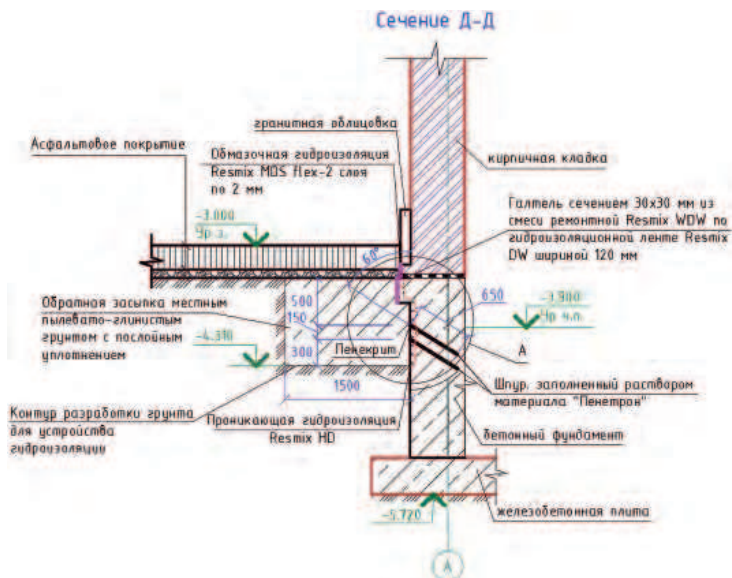 Сечение Д-Д
гранитная облицовка
Асфальтовое покрытие
Обмазочная гидроизоляция
Resmix MDS flex-2 слоя
по 2 мм
кирпичная кладка
-3.000
Ур з.
Галтель сечением 30х30 мм из
смеси ремонтной Resmix WDW по
гидроизоляционной ленте Resmix
DW шириной 120 мм
60°
Обратная засыпка местным
пылевато-глинистым
грунтом с послойным
уплотнением
500
150
300
650
-3.900
Ур ч.п.
-4.310
Пенекрит
А
1500
Шпур, заполненный раствором
материала "Пенетрон"
Контур разработки грунта
для устройства
гидроизоляции
Проникающая гидроизоляция
Resmix HD
бетонный фундамент
-5.720
железобетонная плита
А